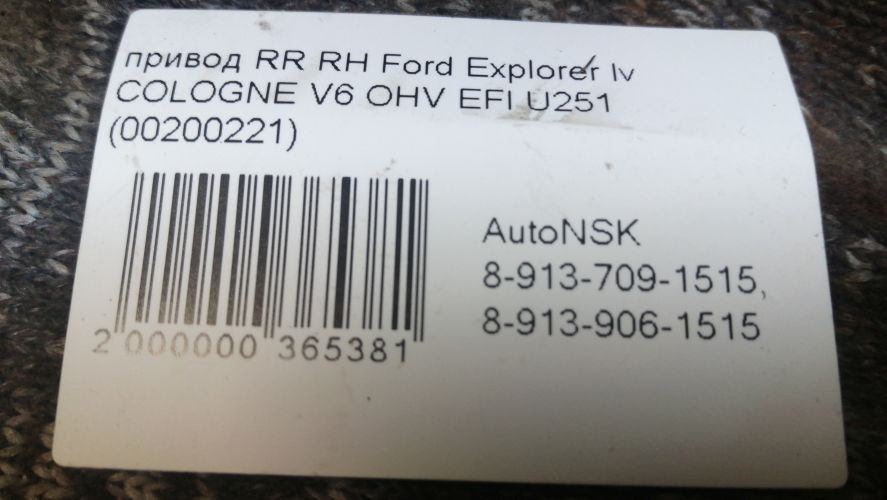 привод RR RH Ford Explorer Iv
COLOGNE V6 OHV EFI U251
(00200221)
2 000000 365381
AutoNSK
8-913-709-1515,
8-913-906-1515